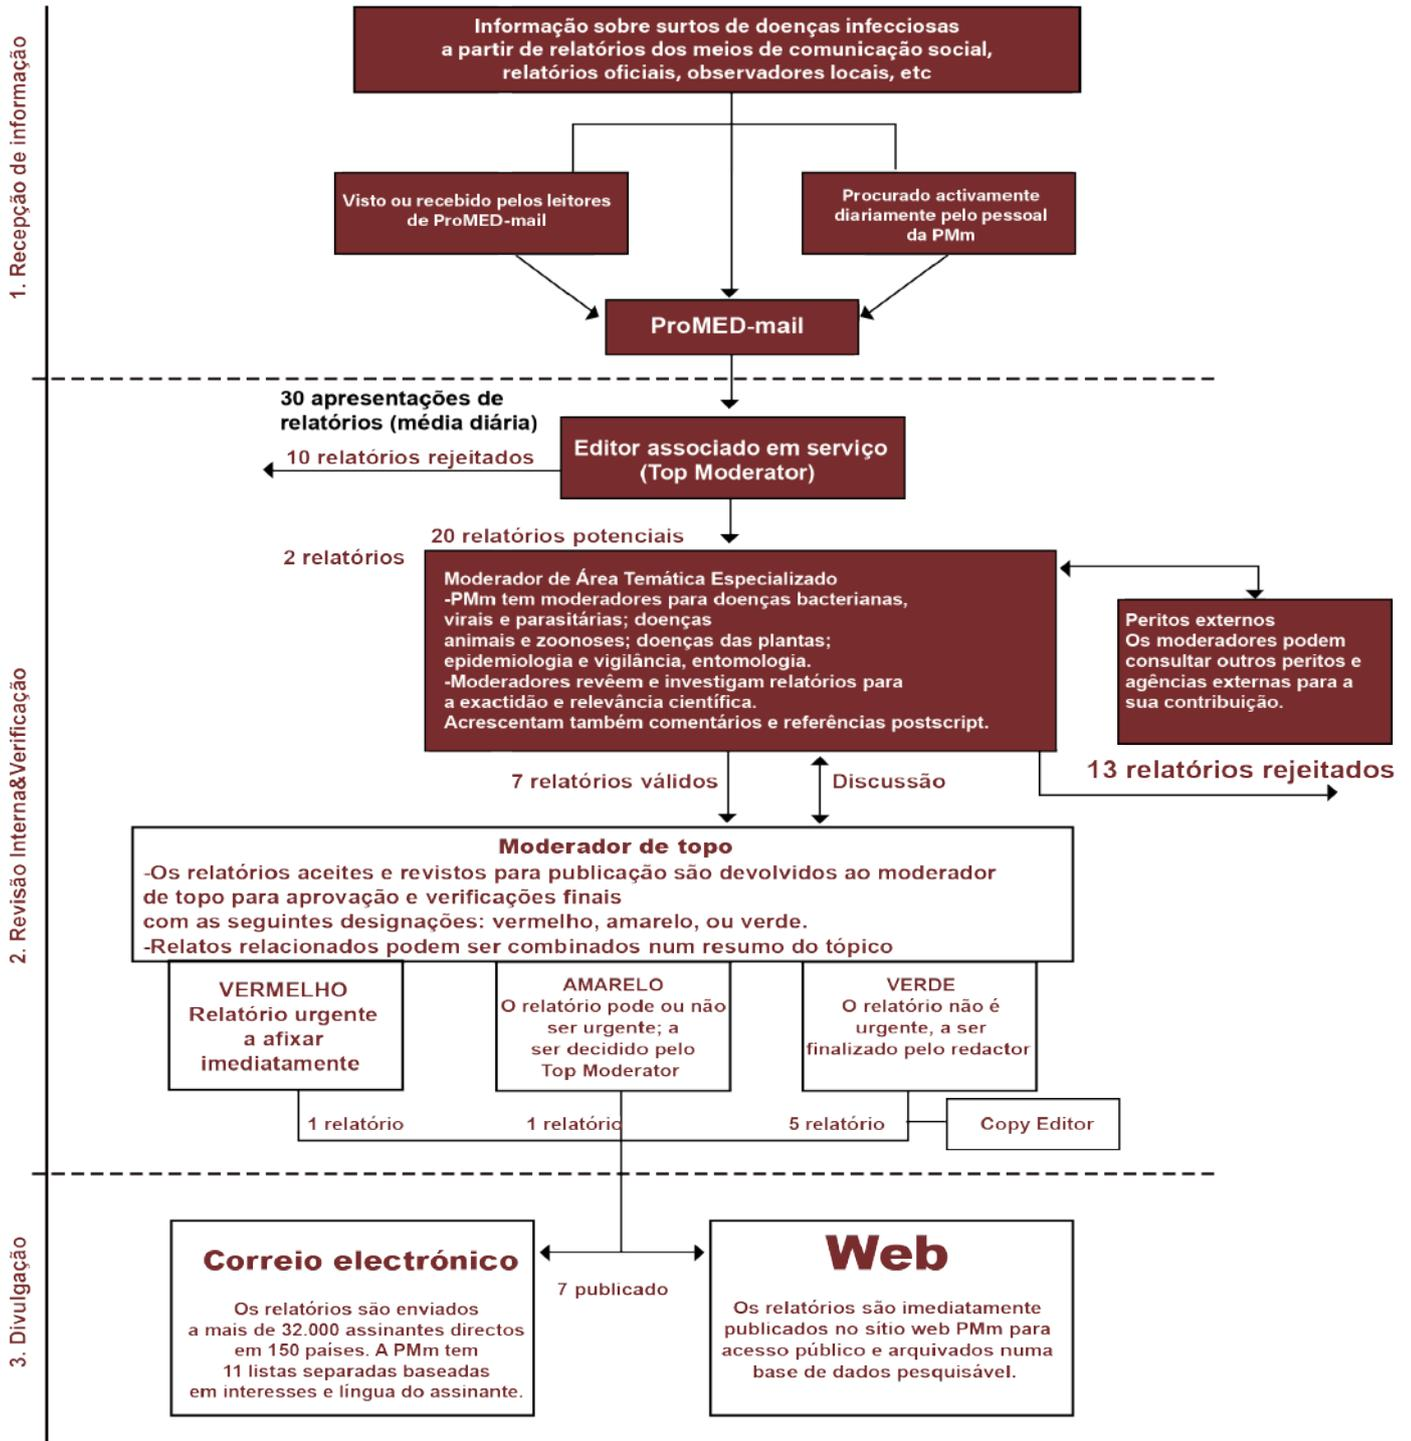 1. Recepção de informação
Informação sobre surtos de doenças infecciosas
a partir de relatórios dos meios de comunicação social,
relatórios oficiais, observadores locais, etc
Visto ou recebido pelos leitores
de ProMED-mail
Procurado activamente
diariamente pelo pessoal
da PMm
ProMED-mail
2. Revisão Interna&Verificação
30 apresentações de
relatórios (média diária)
10 relatórios rejeitados
Editor associado em serviço
(Top Moderator)
20 relatórios potenciais
2 relatórios
Moderador de Área Temática Especializado
-PMm tem moderadores para doenças bacterianas,
virais e parasitárias; doenças
animais e zoonoses; doenças das plantas;
epidemiologia e vigilância, entomologia.
-Moderadores revêem e investigam relatórios para
a exactidão e relevância científica.
Acrescentam também comentários e referências postscript.
Peritos externos
Os moderadores podem
consultar outros peritos e
agências externas para a
sua contribuição.
7 relatórios válidos
Discussão
13 relatórios rejeitados
Moderador de topo
-Os relatórios aceites e revistos para publicação são devolvidos ao moderador
de topo para aprovação e verificações finais
com as seguintes designações: vermelho, amarelo, ou verde.
-Relatos relacionados podem ser combinados num resumo do tópico
VERMELHO
Relatório urgente
a afixar
imediatamente
AMARELO
O relatório pode ou não
ser urgente; a
ser decidido pelo
Top Moderator
VERDE
O relatório não é
urgente, a ser
finalizado pelo redactor
1 relatório
1 relatório
5 relatório
Copy Editor
3. Divulgação
Correio electrónico
Os relatórios são enviados
a mais de 32.000 assinantes directos
em 150 países. A PMm tem
11 listas separadas baseadas
em interesses e língua do assinante.
7 publicado
Web
Os relatórios são imediatamente
publicados no sítio web PMm para
acesso público e arquivados numa
base de dados pesquisável.